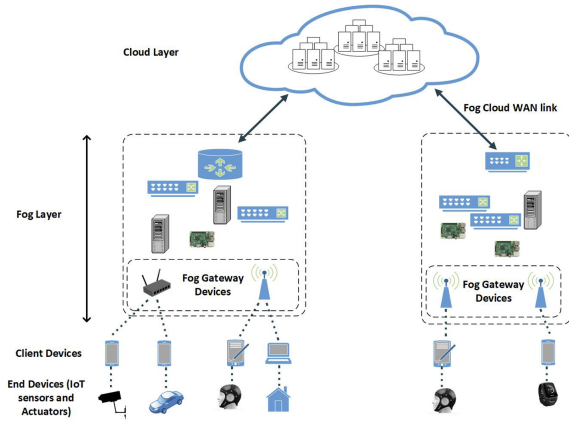 Cloud Layer
Fog Cloud WAN link
Fog Layer
Fog Gateway
Devices
Fog Gateway
Devices
Client Devices
End Devices (IoT
sensors and
Actuators)